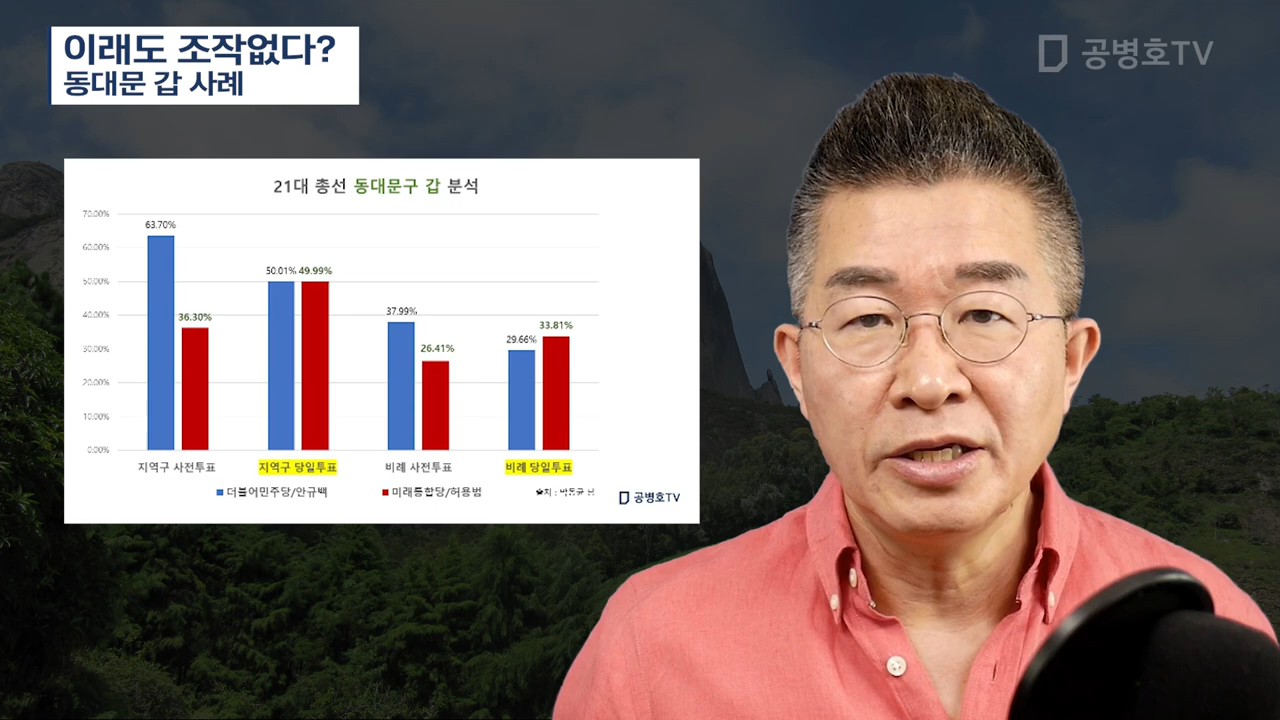 이래도 조작없다?
동대문 갑 사례
공병호TV
21대 총선 동대문구 갑 분석
70.00%
60.00%
50.00%
40.00%
30.00%
20.00%
10.00%
0.00%
63.70%
36.30%
50.01% 49.99%
37.99%
26.41%
29.66%
33.81%
지역구 사전투표
지역구 당일투표
비례 사전투표
비례 당일투표
더불어민주당/안규백
미래통합당/허용범
공병호TV